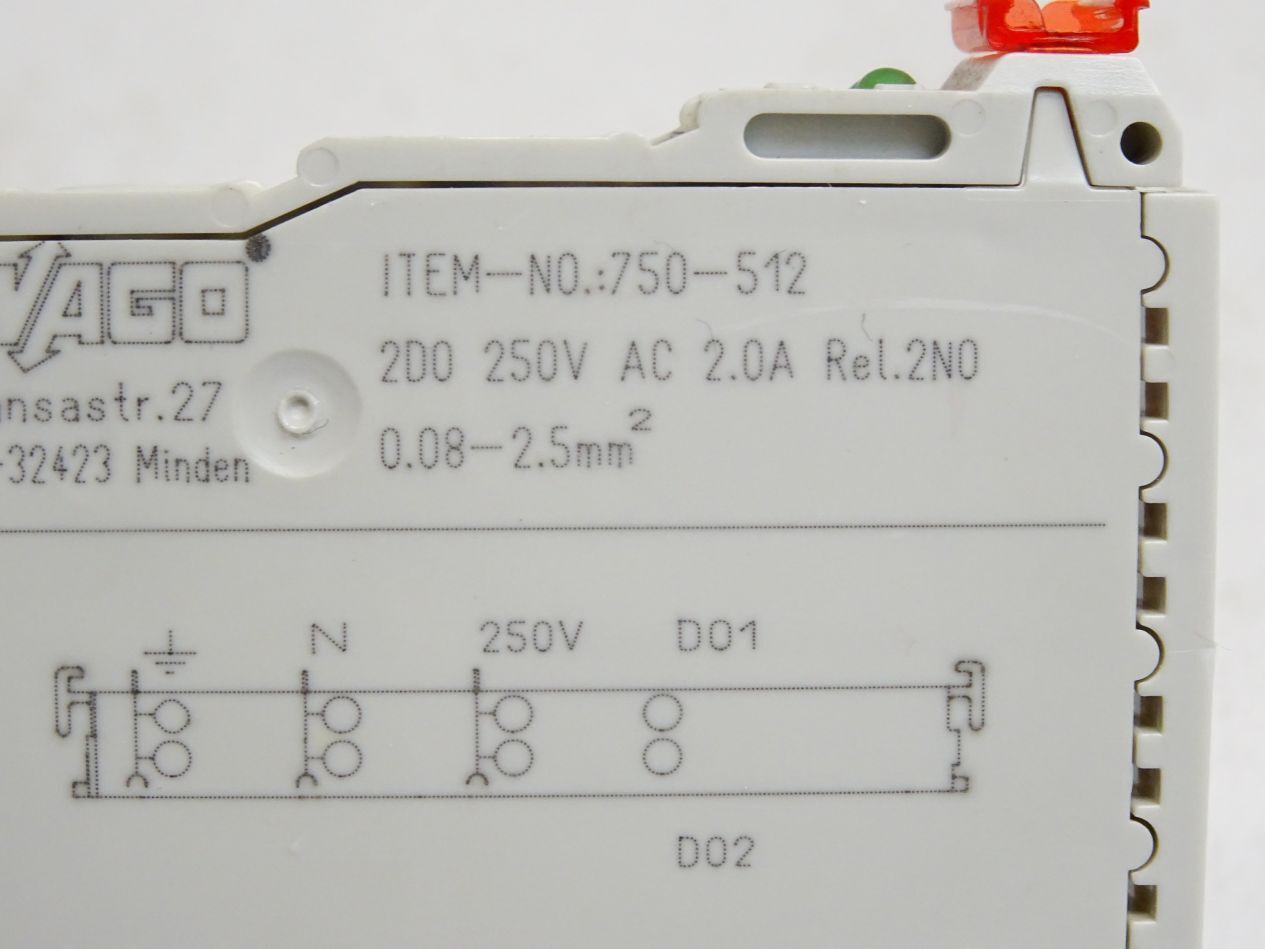 WAGO
ITEM-NO.:750-512
2DO 250V AC 2.0A Rel.2NO
0.08-2.5mm²
ansastr.27
-32423 Minden
N 250V DO1
DO2